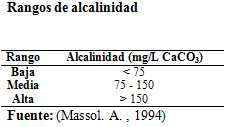 Rangos de alcalinidad
Rango Alcalinidad (mg/L CaCO₃)
Baja < 75
Media 75 - 150
Alta > 150
Fuente: (Massol. A. , 1994)